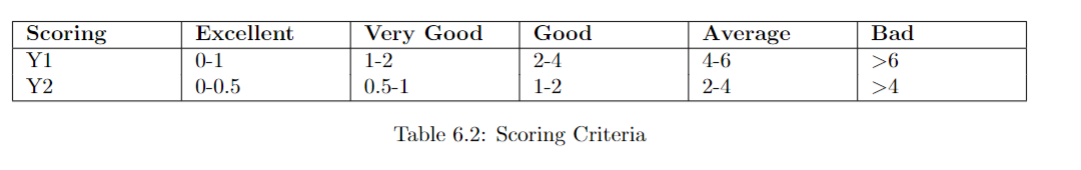 Scoring Excellent Very Good Good Average Bad
Y1 0-1 1-2 2-4 4-6 >6
Y2 0-0.5 0.5-1 1-2 2-4 >4
Table 6.2: Scoring Criteria